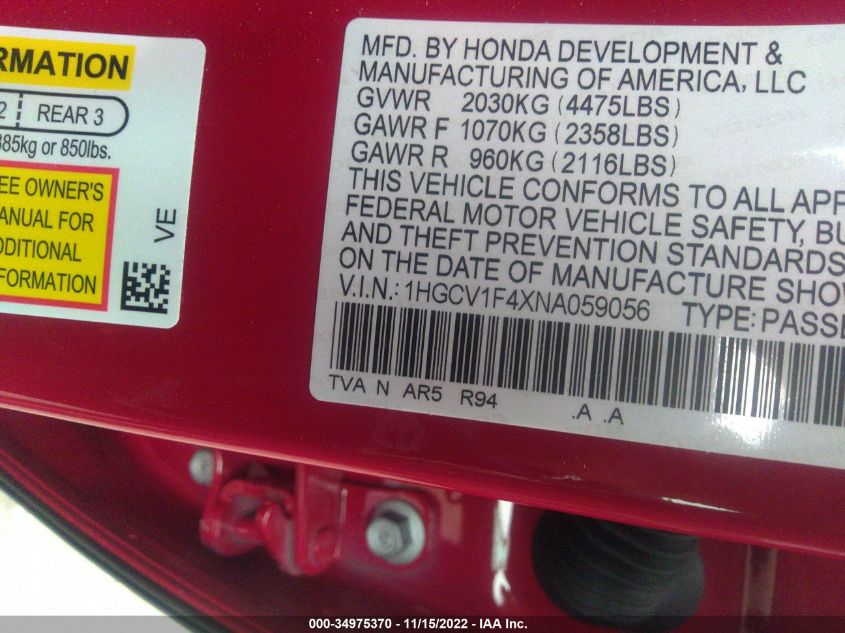 RMATION
2 REAR 3
385kg or 850lbs.
EE OWNER'S
ANUAL FOR
DDITIONAL
FORMATION
VE
MFD. BY HONDA DEVELOPMENT &
MANUFACTURING OF AMERICA, LLC
GVWR 2030KG (4475LBS)
GAWR F 1070KG (2358LBS)
GAWR R 960KG (2116LBS)
THIS VEHICLE CONFORMS TO ALL APP
FEDERAL MOTOR VEHICLE SAFETY, BU
AND THEFT PREVENTION STANDARDS
ON THE DATE OF MANUFACTURE SHO
V.I.N.: 1HGCV1F4XNA059056 TYPE: PASSE
TVA N AR5 R94 .A .A
000-34975370 - 11/15/2022 - IAA Inc.